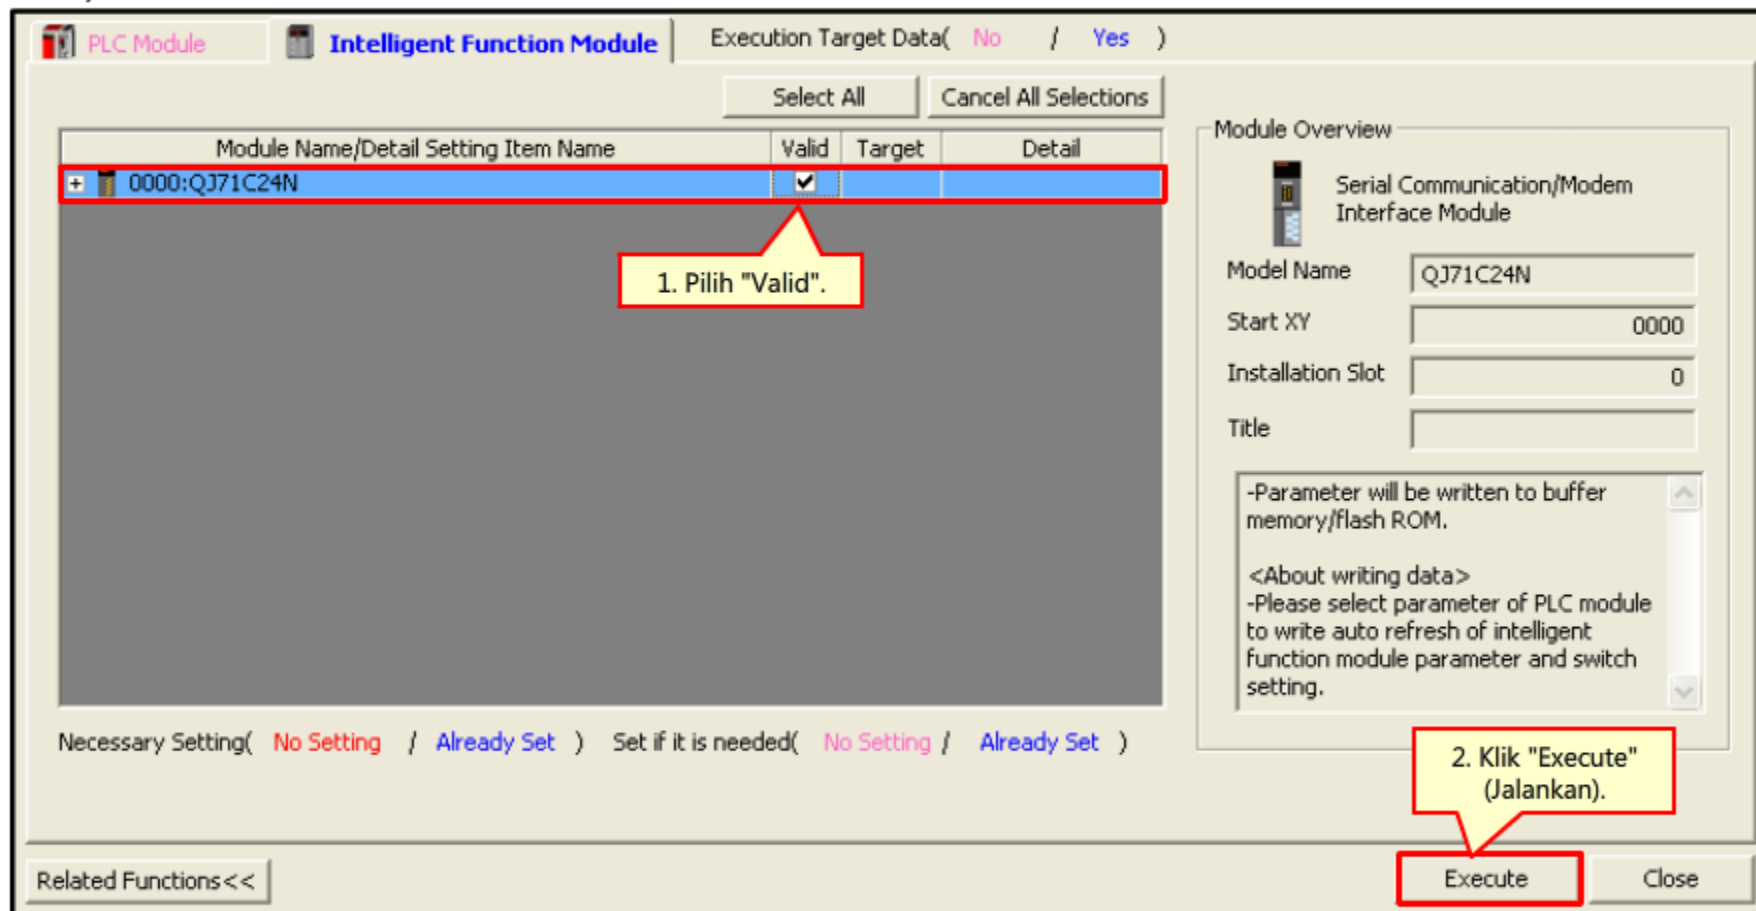 PLC Module
Intelligent Function Module
Execution Target Data( No / Yes )
Select All
Cancel All Selections
Module Name/Detail Setting Item Name Valid Target Detail
0000:QJ71C24N
1. Pilih "Valid".
Module Overview
Serial Communication/Modem
Interface Module
Model Name QJ71C24N
Start XY 0000
Installation Slot 0
Title
-Parameter will be written to buffer
memory/flash ROM.
<About writing data>
-Please select parameter of PLC module
to write auto refresh of intelligent
function module parameter and switch
setting.
Necessary Setting( No Setting / Already Set ) Set if it is needed( No Setting / Already Set )
2. Klik "Execute"
(Jalankan).
Related Functions<<
Execute
Close